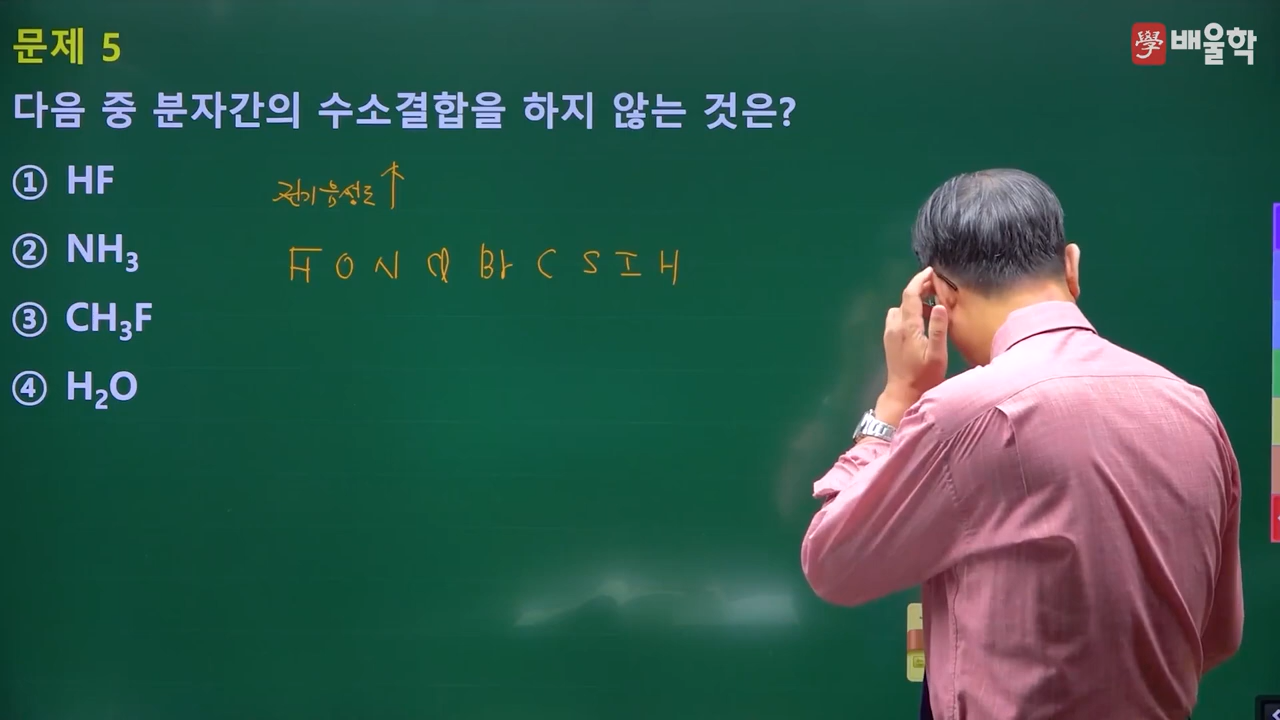 문제 5
學 배울학
다음 중 분자간의 수소결합을 하지 않는 것은?
① HF
전기음성도 ↑
② NH₃
F O N Cl Br C S I H
③ CH₃F
④ H₂O